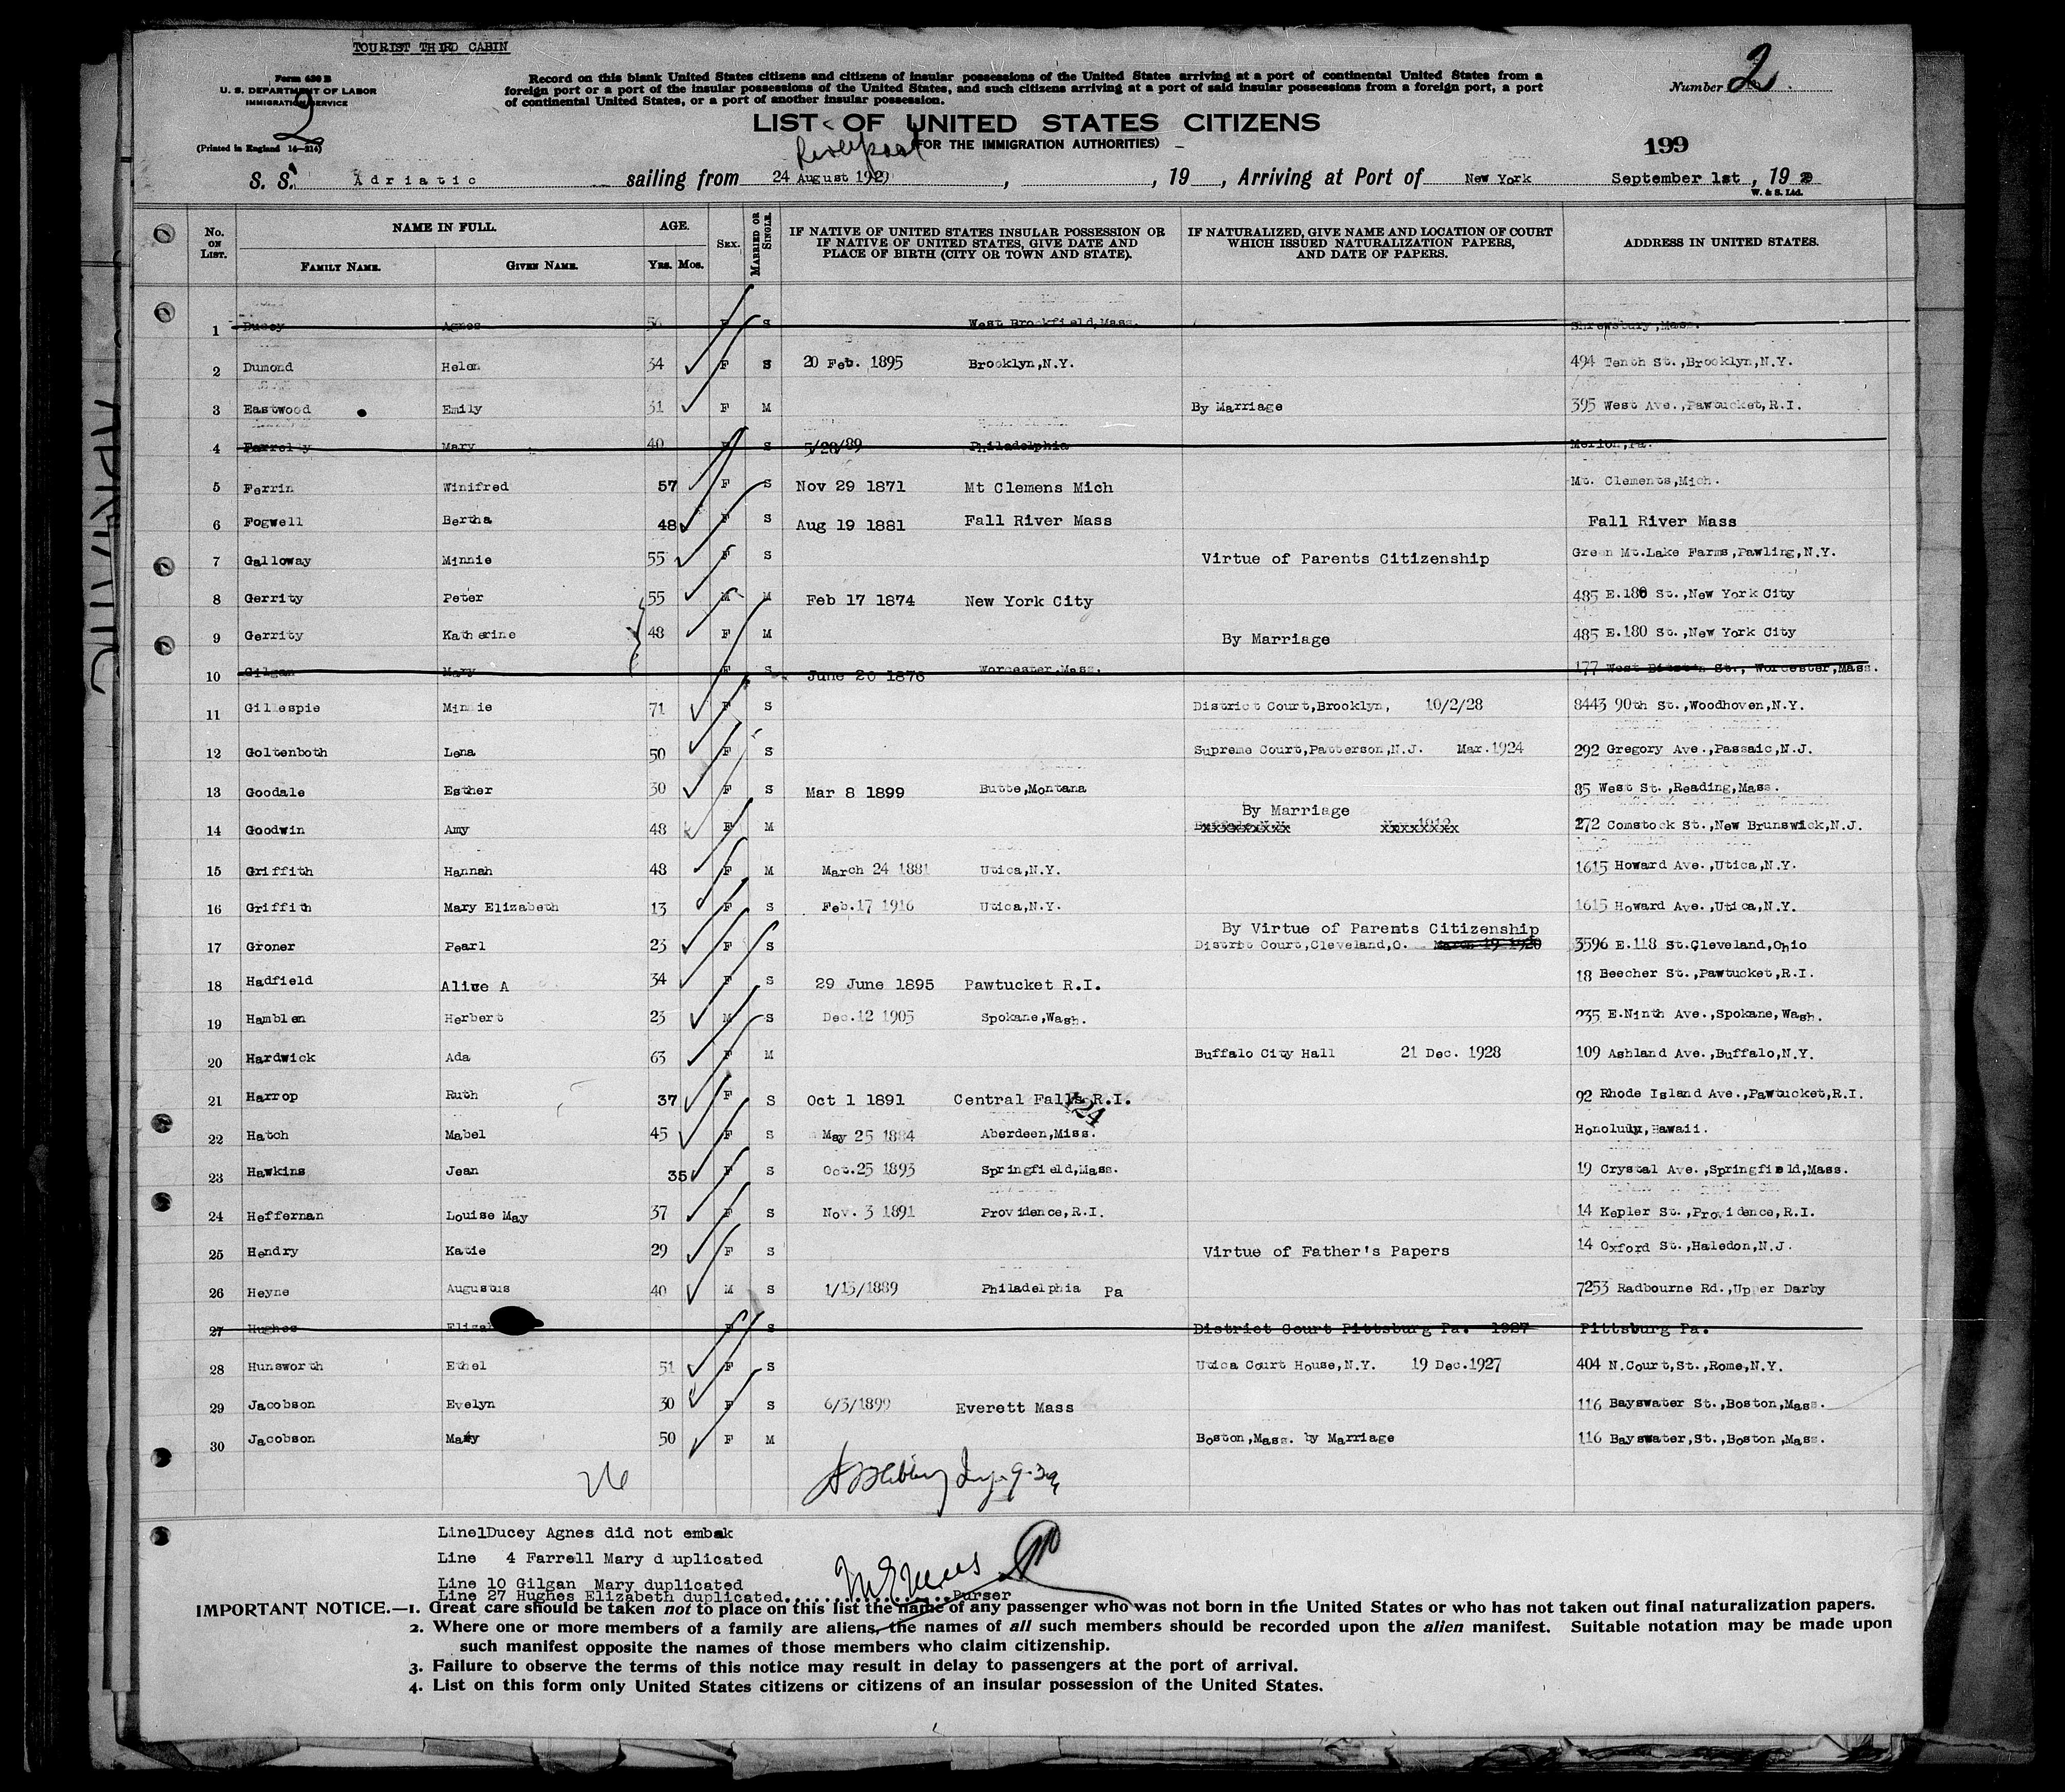 TOURIST THIRD CABIN
Form 630 B
U. S. DEPARTMENT OF LABOR
IMMIGRATION SERVICE
2
(Printed in England 14—214)
Record on this blank United States citizens and citizens of insular possessions of the United States arriving at a port of continental United States from a
foreign port or a port of the insular possessions of the United States, and such citizens arriving at a port of said insular possessions from a foreign port, a port
of continental United States, or a port of another insular possession.
Number 2
LIST OF UNITED STATES CITIZENS
(FOR THE IMMIGRATION AUTHORITIES)
199
Liverpool
S. S. Adriatic sailing from 24 August 1929, , 19 , Arriving at Port of New York September 1st, 19 29
W. & S. Ltd.
No. ON LIST. NAME IN FULL. FAMILY NAME. GIVEN NAME. AGE. YRS. MOS. SEX. MARRIED OR SINGLE. IF NATIVE OF UNITED STATES INSULAR POSSESSION OR IF NATIVE OF UNITED STATES, GIVE DATE AND PLACE OF BIRTH (CITY OR TOWN AND STATE). IF NATURALIZED, GIVE NAME AND LOCATION OF COURT WHICH ISSUED NATURALIZATION PAPERS, AND DATE OF PAPERS. ADDRESS IN UNITED STATES.
1 Ducey Agnes 56 F S West Brookfield,Mass. Shrewsbury,Mass.
2 Dumond Helen 34 F S 20 Feb. 1895 Brooklyn,N.Y. 494 Tenth St.,Brooklyn,N.Y.
3 Eastwood Emily 31 F M By Marriage 395 West Ave.,Pawtucket,R.I.
4 Farrelly Mary 40 F S 5/28/89 Philadelphia Merion,Pa.
5 Ferrin Winifred 57 F S Nov 29 1871 Mt Clemens Mich Mt. Clements,Mich.
6 Fogwell Bertha 48 F S Aug 19 1881 Fall River Mass Fall River Mass
7 Galloway Minnie 55 F S Virtue of Parents Citizenship Green Mt.Lake Farms,Pawling,N.Y.
8 Gerrity Peter 55 M M Feb 17 1874 New York City 485 E.180 St.,New York City
9 Gerrity Katherine 48 F M By Marriage 485 E.180 St.,New York City
10 Gilgan Mary F S June 20 1876 Worcester,Mass. 177 West St., Worcester,Mass.
11 Gillespie Minnie 71 F S District Court,Brooklyn, 10/2/28 8443 90th St.,Woodhoven,N.Y.
12 Goltenboth Lena 50 F S Supreme Court,Patterson,N.J. Mar.1924 292 Gregory Ave.,Passaic,N.J.
13 Goodale Esther 30 F S Mar 8 1899 Butte,Montana 85 West St.,Reading,Mass.
By Marriage
14 Goodwin Amy 48 F M xxxxxxxxx xxxxxxxx 272 Comstock St.,New Brunswick,N.J.
15 Griffith Hannah 48 F M March 24 1881 Utica,N.Y. 1615 Howard Ave.,Utica,N.Y.
16 Griffith Mary Elizabeth 13 F S Feb.17 1916 Utica,N.Y. 1615 Howard Ave.,Utica,N.Y.
By Virtue of Parents Citizenship
17 Groner Pearl 23 F S Distrbt Court,Cleveland,O. March 19 1920 3596 E.118 St.Cleveland,Ohio
18 Hadfield Alice A 34 F S 29 June 1895 Pawtucket R.I. 18 Beecher St.,Pawtucket,R.I.
19 Hamblen Herbert 23 M S Dec.12 1905 Spokane,Wash. 235 E.Ninth Ave.,Spokane,Wash.
20 Hardwick Ada 63 F M Buffalo City Hall 21 Dec. 1928 109 Ashland Ave.,Buffalo,N.Y.
21 Harrop Ruth 37 F S Oct 1 1891 Central Falls R.I. 92 Rhode Island Ave.,Pawtucket,R.I.
22 Hatch Mabel 45 F S May 25 1884 Aberdeen,Miss. Honolulu,Hawaii.
23 Hawkins Jean 35 F S Oct.25 1893 Springfield,Mass. 19 Crystal Ave.,Springfield,Mass.
24 Heffernan Louise May 37 F S Nov. 3 1891 Providence,R.I. 14 Kepler St.,Providence,R.I.
25 Hendry Katie 29 F S Virtue of Father's Papers 14 Oxford St.,Haledon,N.J.
26 Heyne Augustus 40 M S 1/13/1889 Philadelphia Pa 7253 Radbourne Rd.,Upper Darby
27 Hughes Elizab F S District Court Pittsburg Pa. 1927 Pittsburg Pa.
28 Hunsworth Ethel 51 F S Utica Court House,N.Y. 19 Dec.1927 404 N.Court,St.,Rome,N.Y.
29 Jacobson Evelyn 30 F S 6/3/1899 Everett Mass 116 Bayswater St.,Boston,Mass.
30 Jacobson Mary 50 F M Boston,Mass. by Marriage 116 Bayswater,St.,Boston,Mass.
26
Line1Ducey Agnes did not embak
Line 4 Farrell Mary d uplicated
Line 10 Gilgan Mary duplicated
Line 27 Hughes Elizabeth duplicated.....................Purser
IMPORTANT NOTICE.—1. Great care should be taken not to place on this list the name of any passenger who was not born in the United States or who has not taken out final naturalization papers.
2. Where one or more members of a family are aliens, the names of all such members should be recorded upon the alien manifest. Suitable notation may be made upon
such manifest opposite the names of those members who claim citizenship.
3. Failure to observe the terms of this notice may result in delay to passengers at the port of arrival.
4. List on this form only United States citizens or citizens of an insular possession of the United States.
ADRIATIC